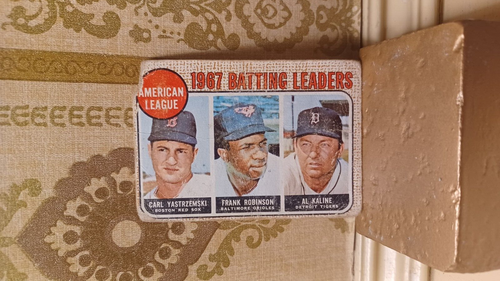 1967 BATTING LEADERS
AMERICAN
LEAGUE
B
D
CARL YASTRZEMSKI
BOSTON RED SOX
FRANK ROBINSON
BALTIMORE ORIOLES
AL KALINE
DETROIT TIGERS